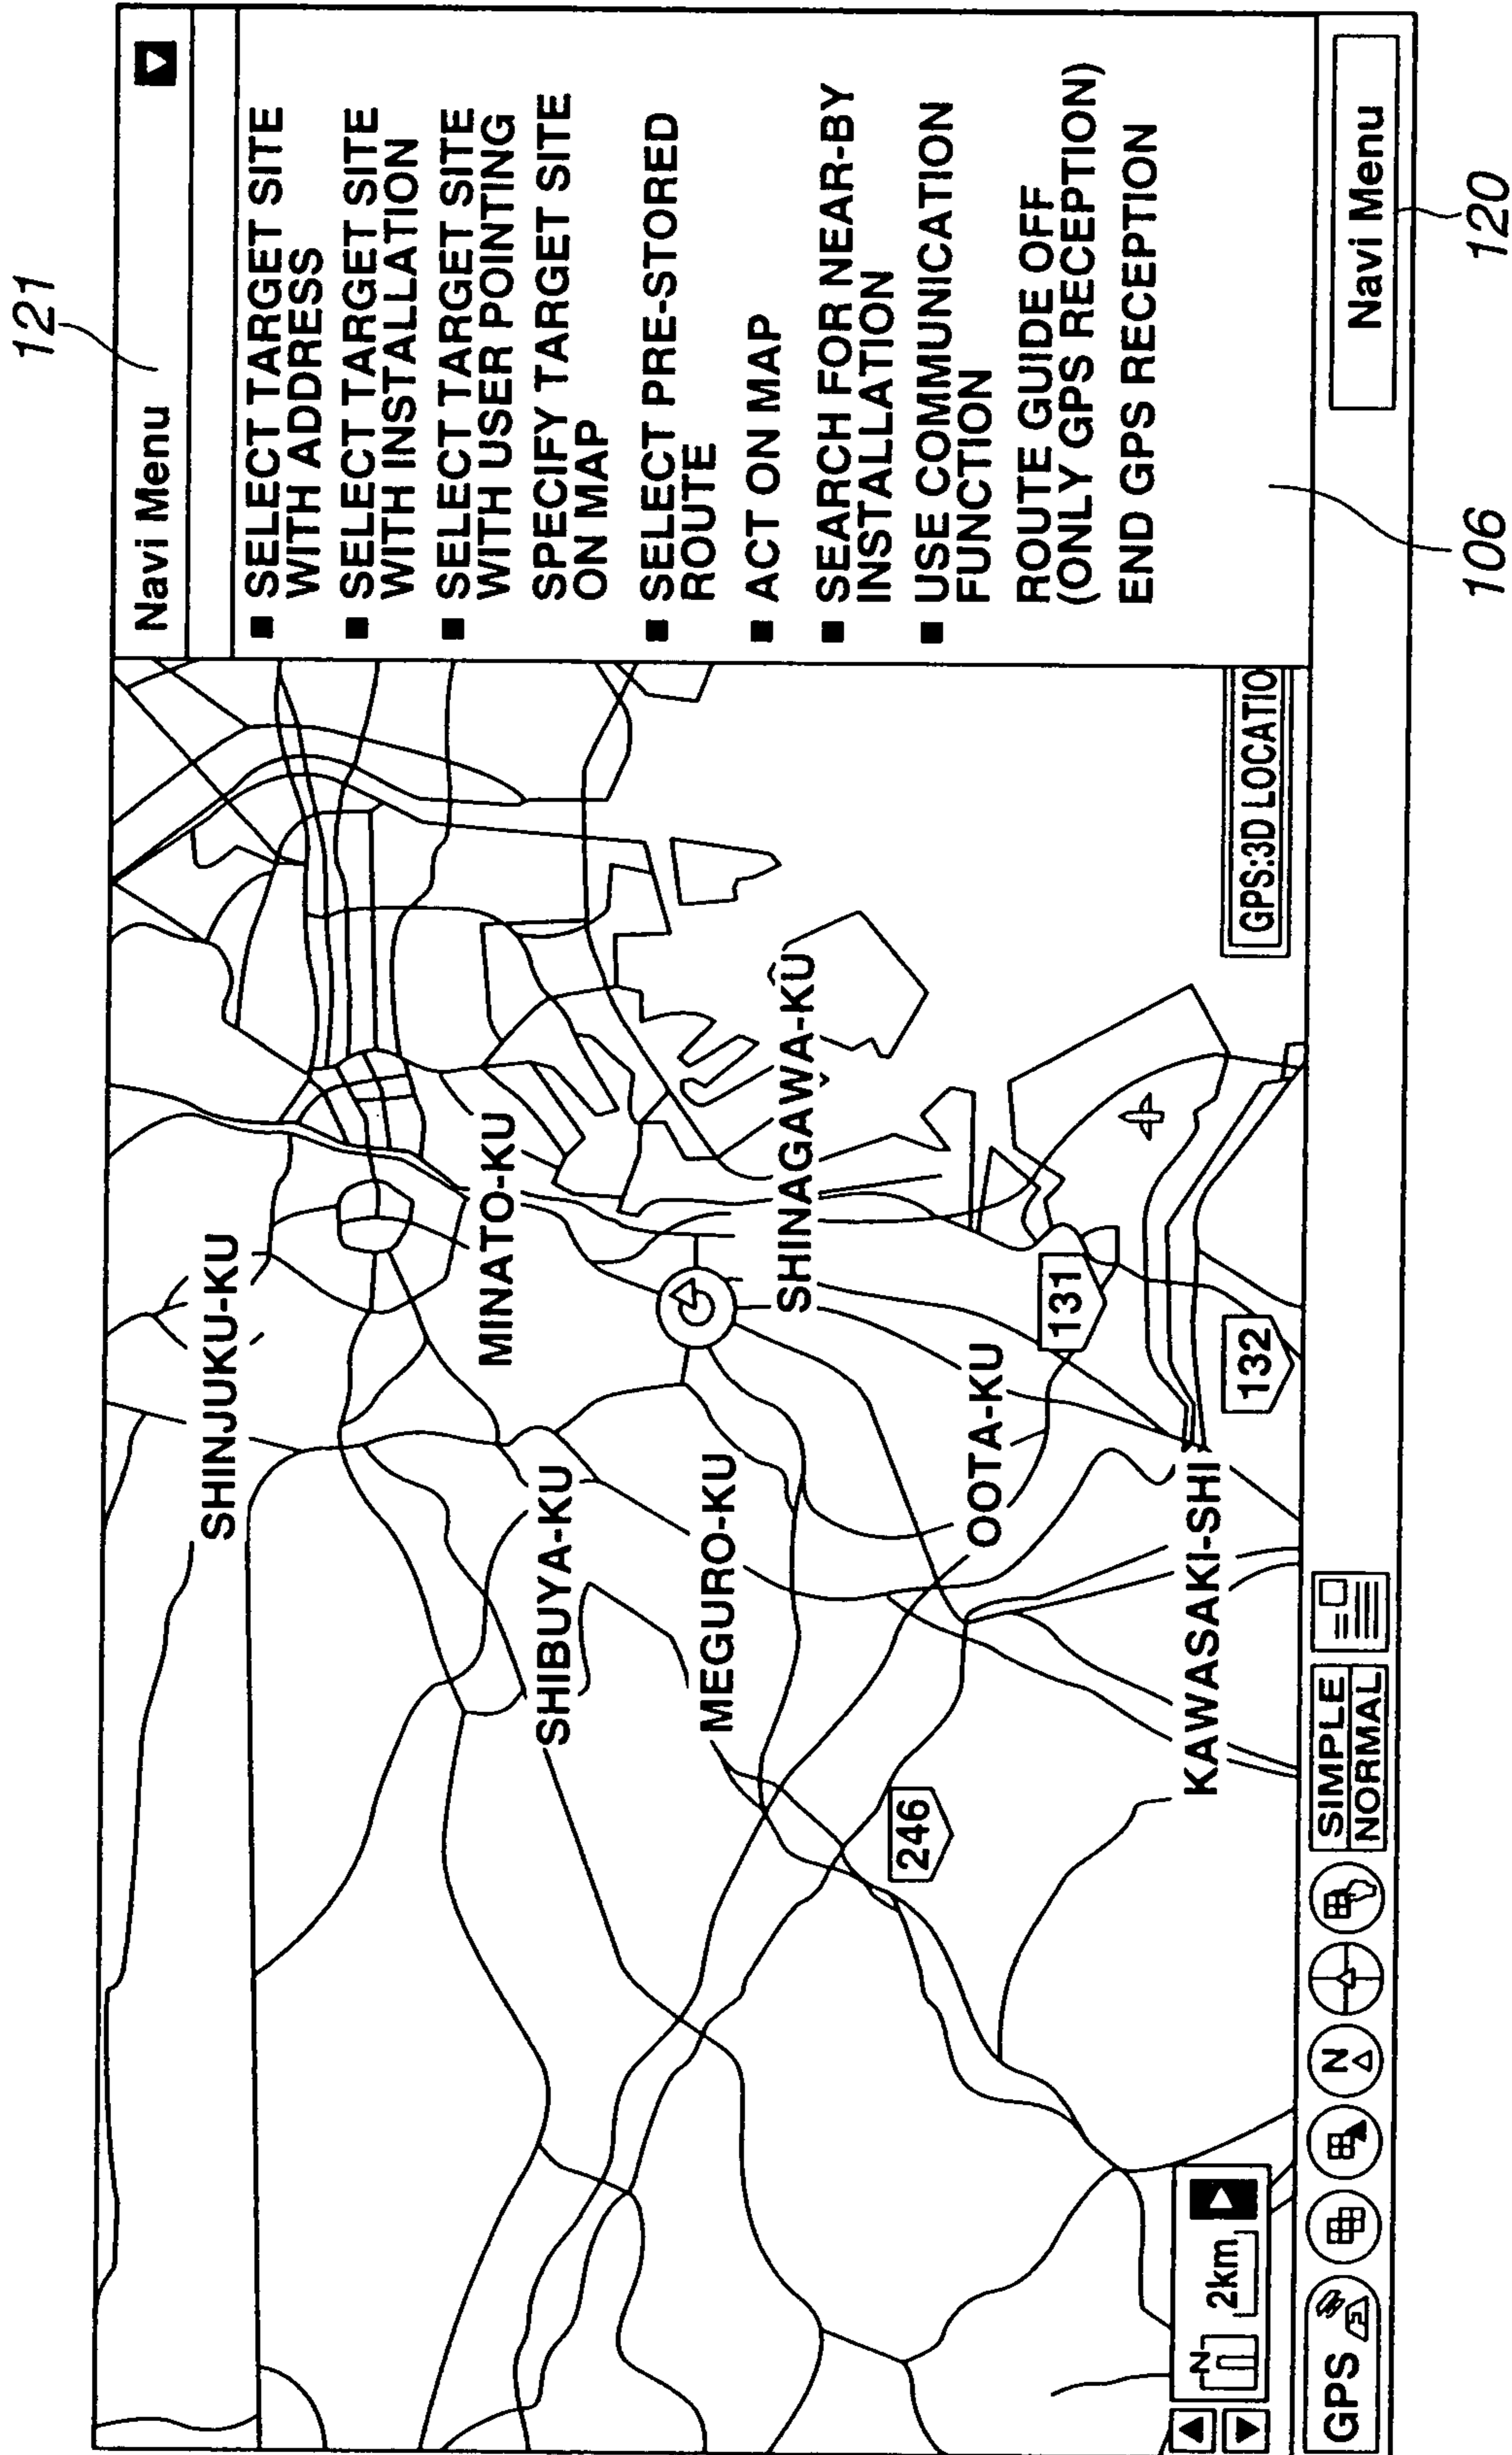 121
Navi Menu
■ SELECT TARGET SITE
WITH ADDRESS
■ SELECT TARGET SITE
WITH INSTALLATION
■ SELECT TARGET SITE
WITH USER POINTING
SPECIFY TARGET SITE
ON MAP
■ SELECT PRE-STORED
ROUTE
■ ACT ON MAP
■ SEARCH FOR NEAR-BY
INSTALLATION
■ USE COMMUNICATION
FUNCTION
ROUTE GUIDE OFF
(ONLY GPS RECEPTION)
END GPS RECEPTION
SHINJUKU-KU
MINATO-KU
SHIBUYA-KU
MEGURO-KU
SHINAGAWA-KU
OOTA-KU
131
246
KAWASAKI-SHI
132
GPS:3D LOCATIO
N
2km
GPS
N
SIMPLE
NORMAL
Navi Menu
106
120